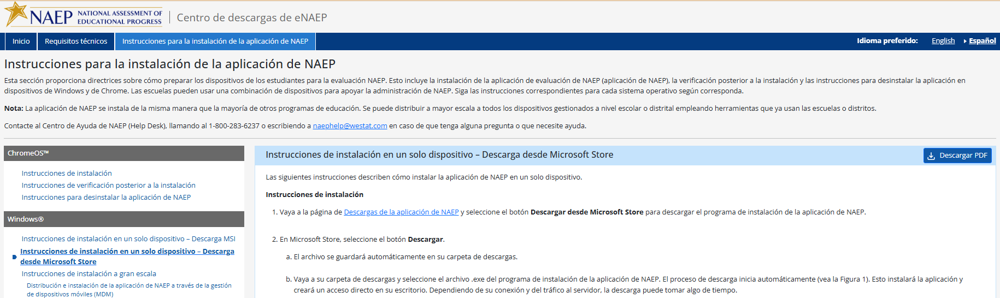 NAEP NATIONAL ASSESSMENT OF
EDUCATIONAL PROGRESS
Centro de descargas de eNAEP
Inicio Requisitos técnicos Instrucciones para la instalación de la aplicación de NAEP Idioma preferido: English Español
Instrucciones para la instalación de la aplicación de NAEP
Esta sección proporciona directrices sobre cómo preparar los dispositivos de los estudiantes para la evaluación NAEP. Esto incluye la instalación de la aplicación de evaluación de NAEP (aplicación de NAEP), la verificación posterior a la instalación y las instrucciones para desinstalar la aplicación en
dispositivos de Windows y de Chrome. Las escuelas pueden usar una combinación de dispositivos para apoyar la administración de NAEP. Siga las instrucciones correspondientes para cada sistema operativo según corresponda.
Nota: La aplicación de NAEP se instala de la misma manera que la mayoría de otros programas de educación. Se puede distribuir a mayor escala a todos los dispositivos gestionados a nivel escolar o distrital empleando herramientas que ya usan las escuelas o distritos.
Contacte al Centro de Ayuda de NAEP (Help Desk), llamando al 1-800-283-6237 o escribiendo a naephelp@westat.com en caso de que tenga alguna pregunta o que necesite ayuda.
ChromeOS™
Instrucciones de instalación
Instrucciones de verificación posterior a la instalación
Instrucciones para desinstalar la aplicación de NAEP
Windows®
Instrucciones de instalación en un solo dispositivo – Descarga MSI
Instrucciones de instalación en un solo dispositivo – Descarga
desde Microsoft Store
Instrucciones de instalación a gran escala
Distribución e instalación de la aplicación de NAEP a través de la gestión
de dispositivos móviles (MDM)
Instrucciones de instalación en un solo dispositivo – Descarga desde Microsoft Store
Descargar PDF
Las siguientes instrucciones describen cómo instalar la aplicación de NAEP en un solo dispositivo.
Instrucciones de instalación
1. Vaya a la página de Descargas de la aplicación de NAEP y seleccione el botón Descargar desde Microsoft Store para descargar el programa de instalación de la aplicación de NAEP.
2. En Microsoft Store, seleccione el botón Descargar.
a. El archivo se guardará automáticamente en su carpeta de descargas.
b. Vaya a su carpeta de descargas y seleccione el archivo .exe del programa de instalación de la aplicación de NAEP. El proceso de descarga inicia automáticamente (vea la Figura 1). Esto instalará la aplicación y
creará un acceso directo en su escritorio. Dependiendo de su conexión y del tráfico al servidor, la descarga puede tomar algo de tiempo.